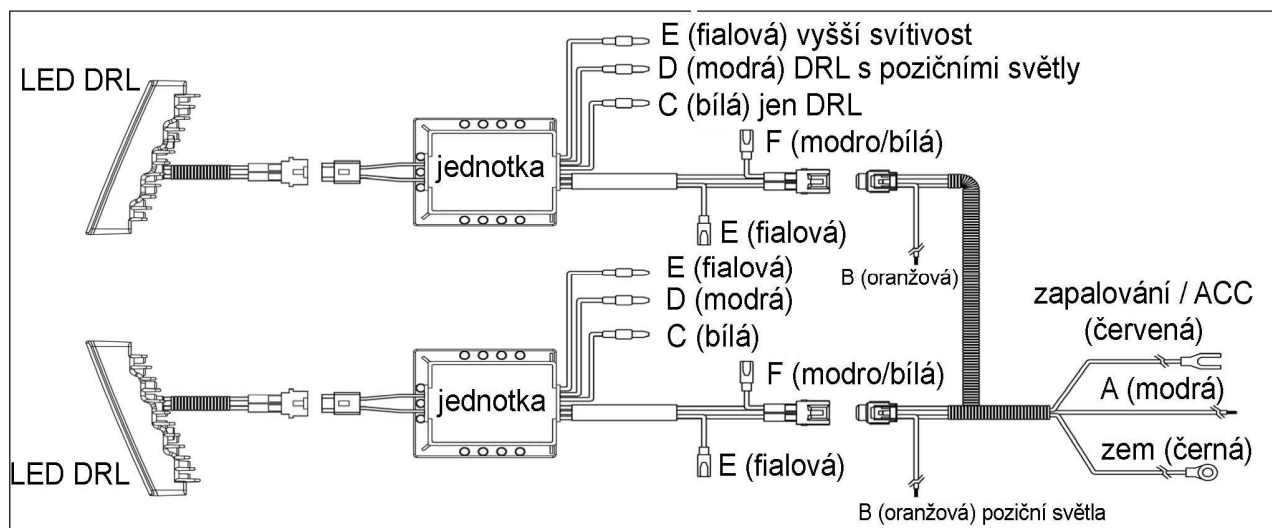 E (fialová) vyšší svítivost
LED DRL
D (modrá) DRL s pozičními světly
C (bílá) jen DRL
jednotka
F (modro/bílá)
E (fialová)
B (oranžová)
E (fialová)
D (modrá)
C (bílá)
zapalování / ACC
(červená)
jednotka
F (modro/bílá)
A (modrá)
LED DRL
E (fialová)
zem (černá)
B (oranžová) poziční světla